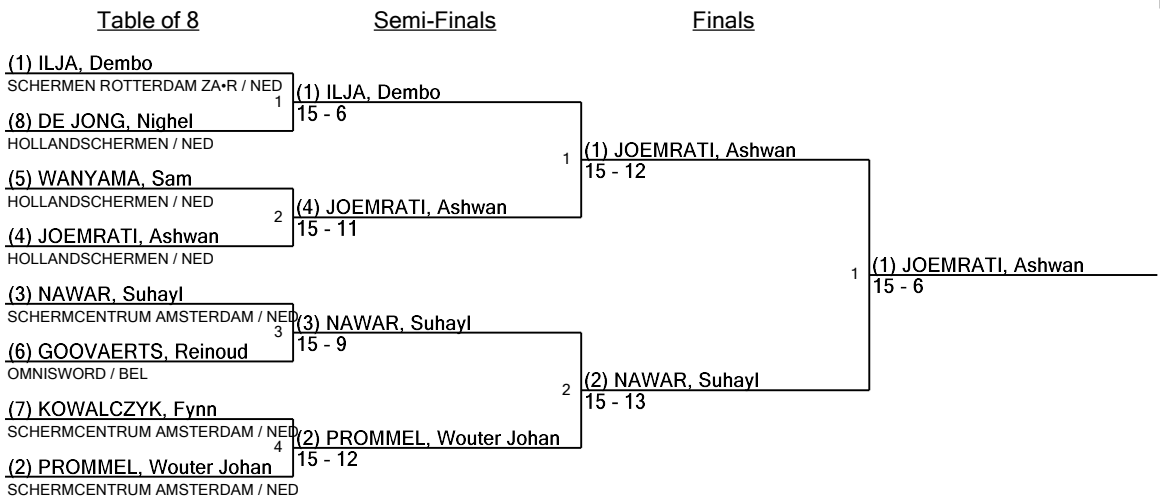 Table of 8
Semi-Finals
Finals
(1) ILJA, Dembo
SCHERMEN ROTTERDAM ZA•R / NED
1
(8) DE JONG, Nighel
HOLLANDSCHERMEN / NED
(5) WANYAMA, Sam
HOLLANDSCHERMEN / NED
2
(4) JOEMRATI, Ashwan
HOLLANDSCHERMEN / NED
(3) NAWAR, Suhayl
SCHERMCENTRUM AMSTERDAM / NED
3
(6) GOOVAERTS, Reinoud
OMNISWORD / BEL
(7) KOWALCZYK, Fynn
SCHERMCENTRUM AMSTERDAM / NED
4
(2) PROMMEL, Wouter Johan
SCHERMCENTRUM AMSTERDAM / NED
(1) ILJA, Dembo
15 - 6
1
(4) JOEMRATI, Ashwan
15 - 11
(3) NAWAR, Suhayl
15 - 9
2
(2) PROMMEL, Wouter Johan
15 - 12
(1) JOEMRATI, Ashwan
15 - 12
1
(2) NAWAR, Suhayl
15 - 13
(1) JOEMRATI, Ashwan
15 - 6